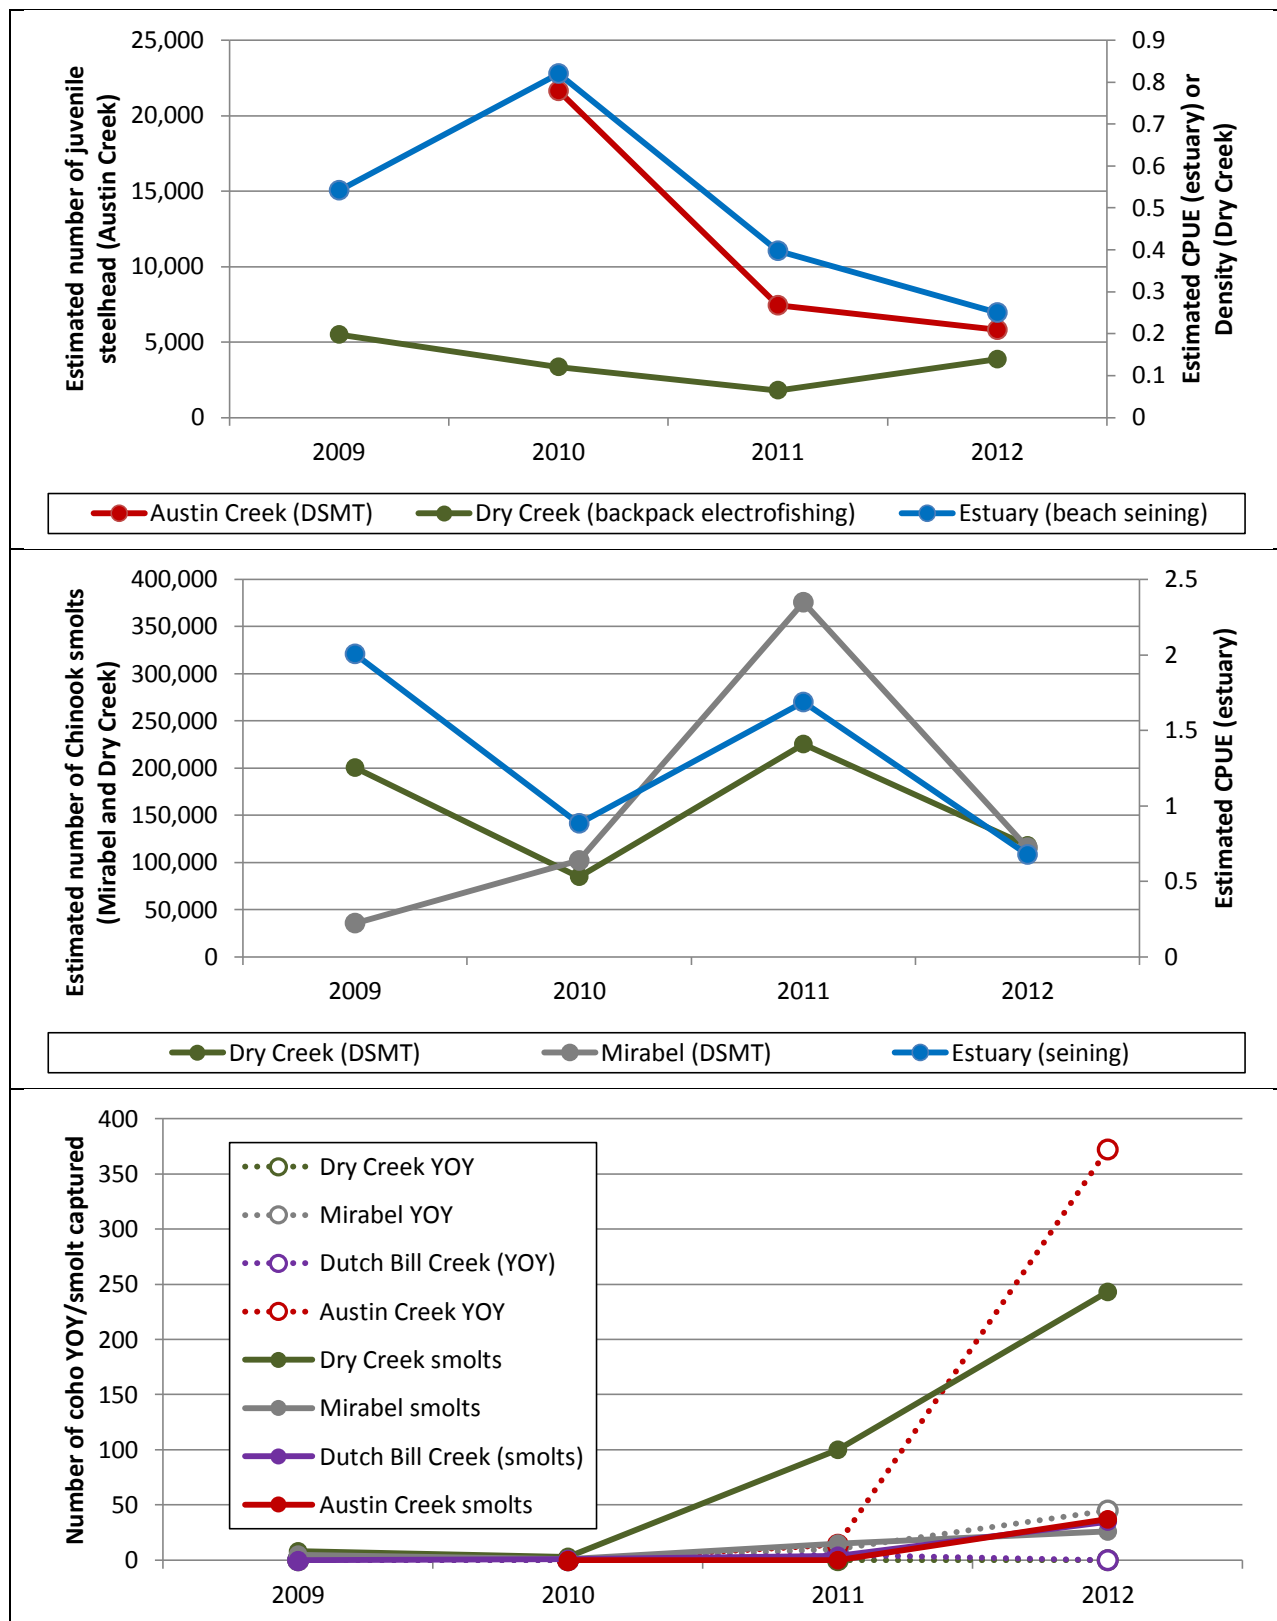 25,000
20,000
15,000
10,000
5,000
0
Estimated number of juvenile
steelhead (Austin Creek)
0.9
0.8
0.7
0.6
0.5
0.4
0.3
0.2
0.1
0
Estimated CPUE (estuary) or
Density (Dry Creek)
2009 2010 2011 2012
Austin Creek (DSMT) Dry Creek (backpack electrofishing) Estuary (beach seining)
400,000
350,000
300,000
250,000
200,000
150,000
100,000
50,000
0
Estimated number of Chinook smolts
(Mirabel and Dry Creek)
2.5
2
1.5
1
0.5
0
Estimated CPUE (estuary)
2009 2010 2011 2012
Dry Creek (DSMT) Mirabel (DSMT) Estuary (seining)
400
350
300
250
200
150
100
50
0
Number of coho YOY/smolt captured
Dry Creek YOY
Mirabel YOY
Dutch Bill Creek (YOY)
Austin Creek YOY
Dry Creek smolts
Mirabel smolts
Dutch Bill Creek (smolts)
Austin Creek smolts
2009 2010 2011 2012